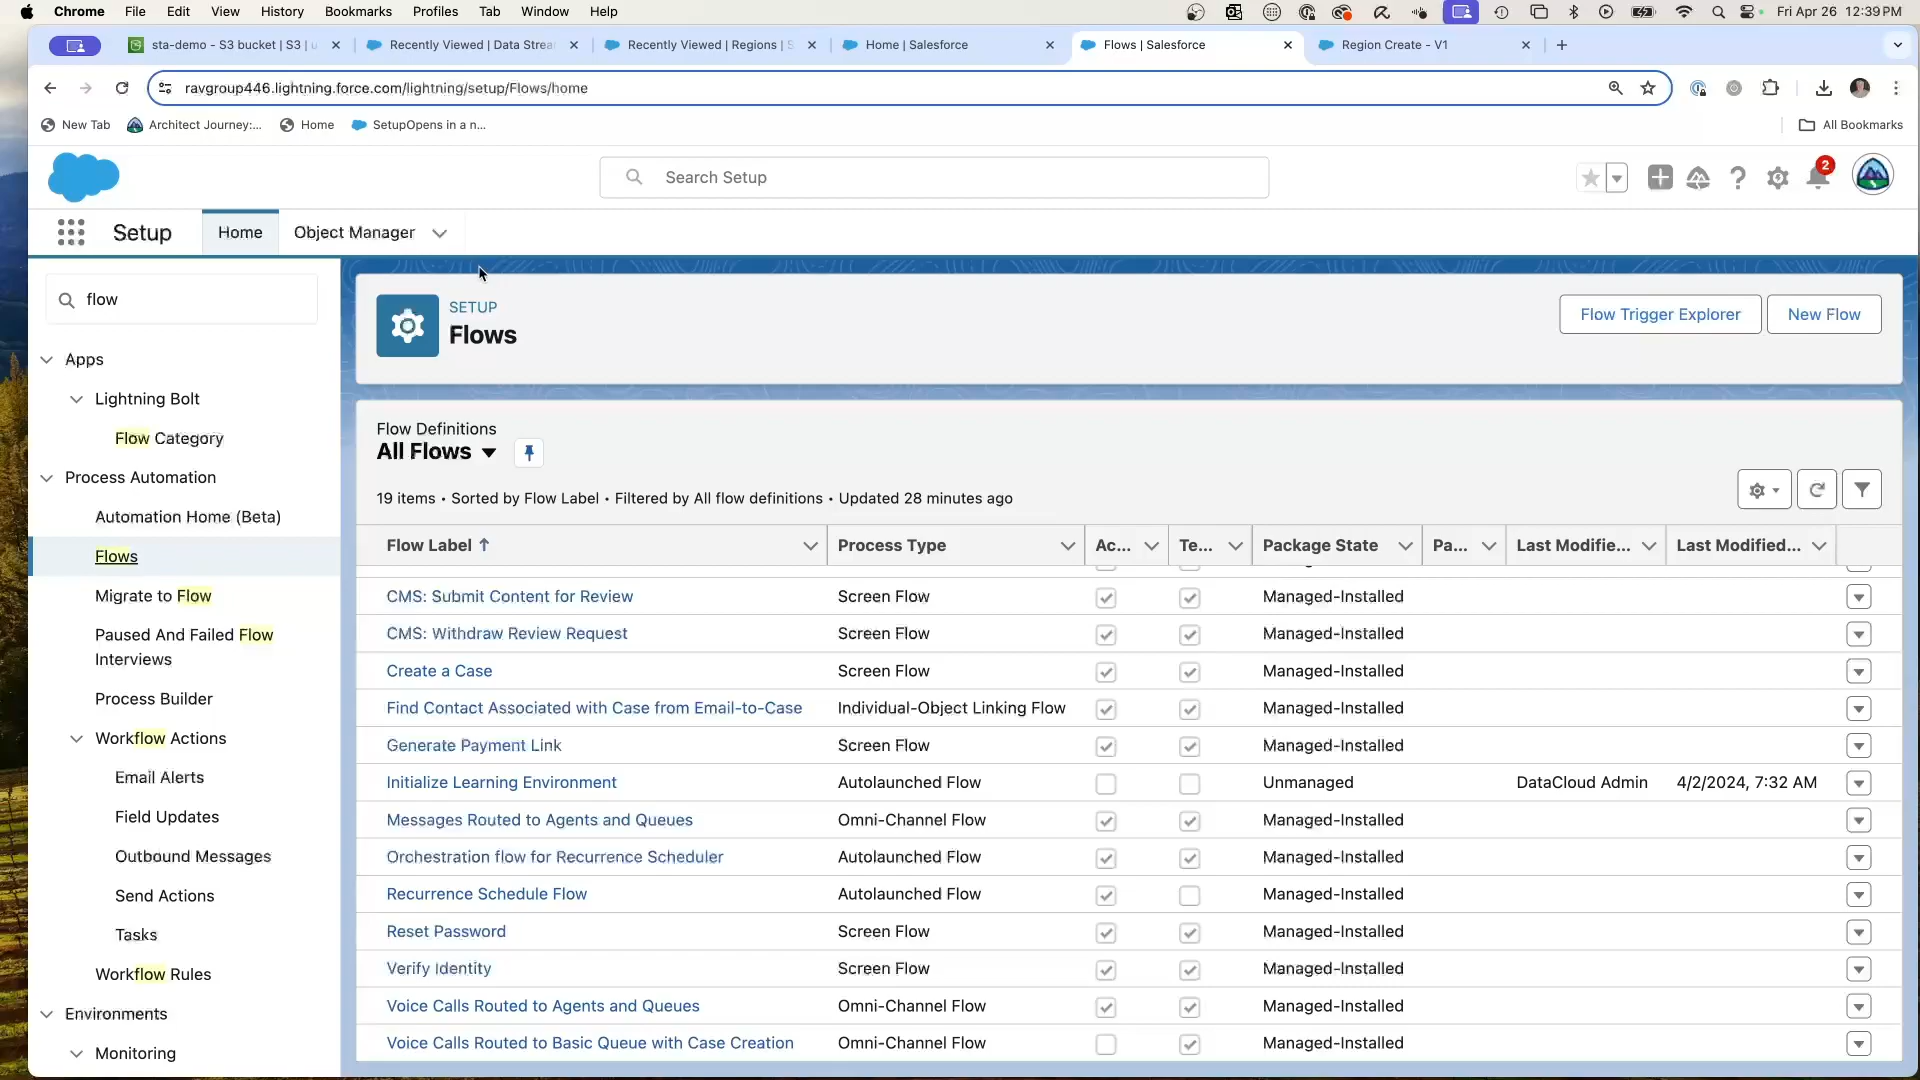 Chrome File Edit View History Bookmarks Profiles Tab Window Help Fri Apr 26 12:39 PM
sta-demo - S3 bucket | S3 | Recently Viewed | Data Strea Recently Viewed | Regions | S Home | Salesforce Flows | Salesforce Region Create - V1
ravgroup446.lightning.force.com/lightning/setup/Flows/home
New Tab Architect Journey:... Home SetupOpens in a n... All Bookmarks
Search Setup
2
Setup Home Object Manager
flow
Apps
Lightning Bolt
Flow Category
Process Automation
Automation Home (Beta)
Flows
Migrate to Flow
Paused And Failed Flow
Interviews
Process Builder
Workflow Actions
Email Alerts
Field Updates
Outbound Messages
Send Actions
Tasks
Workflow Rules
Environments
Monitoring
SETUP
Flows
Flow Trigger Explorer New Flow
Flow Definitions
All Flows
19 items • Sorted by Flow Label • Filtered by All flow definitions • Updated 28 minutes ago
Flow Label ↑ Process Type Ac... Te... Package State Pa... Last Modifie... Last Modified...
CMS: Submit Content for Review Screen Flow Managed-Installed
CMS: Withdraw Review Request Screen Flow Managed-Installed
Create a Case Screen Flow Managed-Installed
Find Contact Associated with Case from Email-to-Case Individual-Object Linking Flow Managed-Installed
Generate Payment Link Screen Flow Managed-Installed
Initialize Learning Environment Autolaunched Flow Unmanaged DataCloud Admin 4/2/2024, 7:32 AM
Messages Routed to Agents and Queues Omni-Channel Flow Managed-Installed
Orchestration flow for Recurrence Scheduler Autolaunched Flow Managed-Installed
Recurrence Schedule Flow Autolaunched Flow Managed-Installed
Reset Password Screen Flow Managed-Installed
Verify Identity Screen Flow Managed-Installed
Voice Calls Routed to Agents and Queues Omni-Channel Flow Managed-Installed
Voice Calls Routed to Basic Queue with Case Creation Omni-Channel Flow Managed-Installed